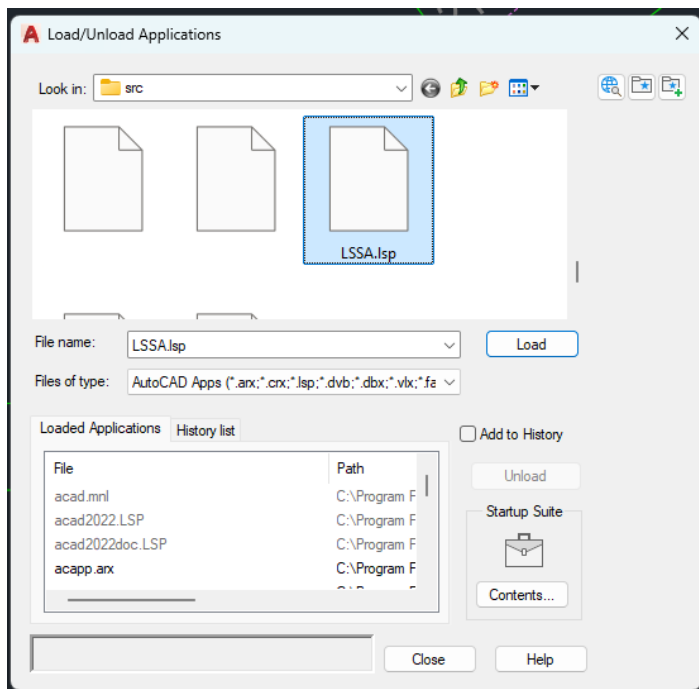 Load/Unload Applications
Look in: src
LSSA.lsp
File name: LSSA.lsp
Load
Files of type: AutoCAD Apps (*.arx;*.crx;*.lsp;*.dvb;*.dbx;*.vlx;*.fa
Loaded Applications History list
Add to History
File Path
Unload
acad.mnl C:\Program F
acad2022.LSP C:\Program F
Startup Suite
acad2022doc.LSP C:\Program F
acapp.arx C:\Program F
Contents...
Close Help